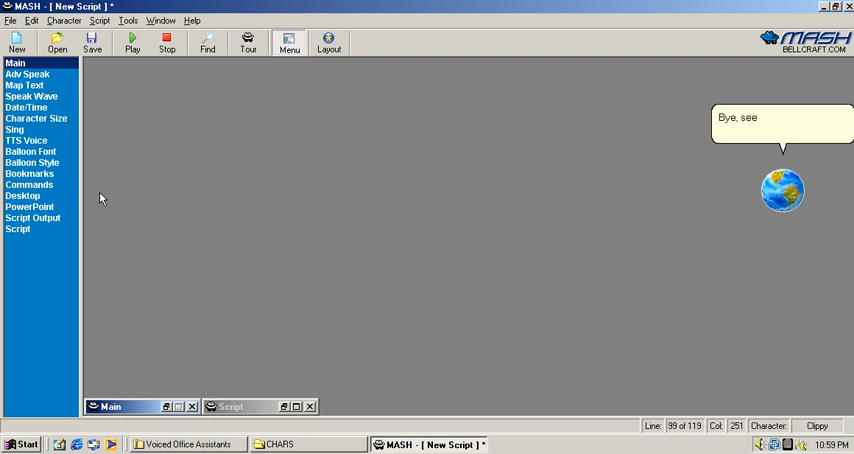 MASH - [ New Script ] *
File Edit Character Script Tools Window Help
New Open Save Play Stop Find Tour Menu Layout
MASH
BELLCRAFT.COM
Main
Adv Speak
Map Text
Speak Wave
Date/Time
Character Size
Sing
TTS Voice
Balloon Font
Balloon Style
Bookmarks
Commands
Desktop
PowerPoint
Script Output
Script
Bye, see
Main Script
Line: 99 of 119 Col: 251 Character: Clippy
Start Voiced Office Assistants CHARS MASH - [ New Script ] * 10:59 PM